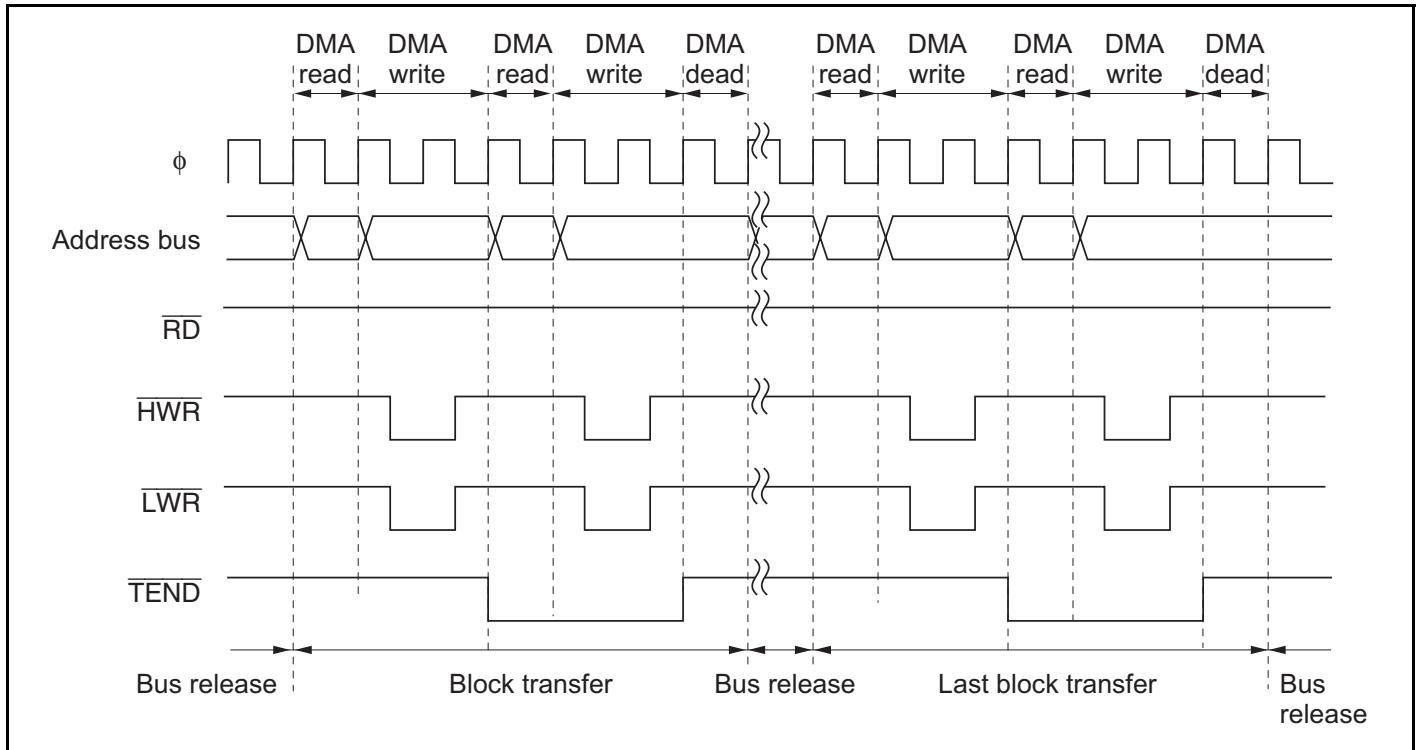 DMA read
DMA write
DMA read
DMA write
DMA dead
DMA read
DMA write
DMA read
DMA write
DMA dead
ϕ
Address bus
RD
HWR
LWR
TEND
Bus release
Block transfer
Bus release
Last block transfer
Bus
release